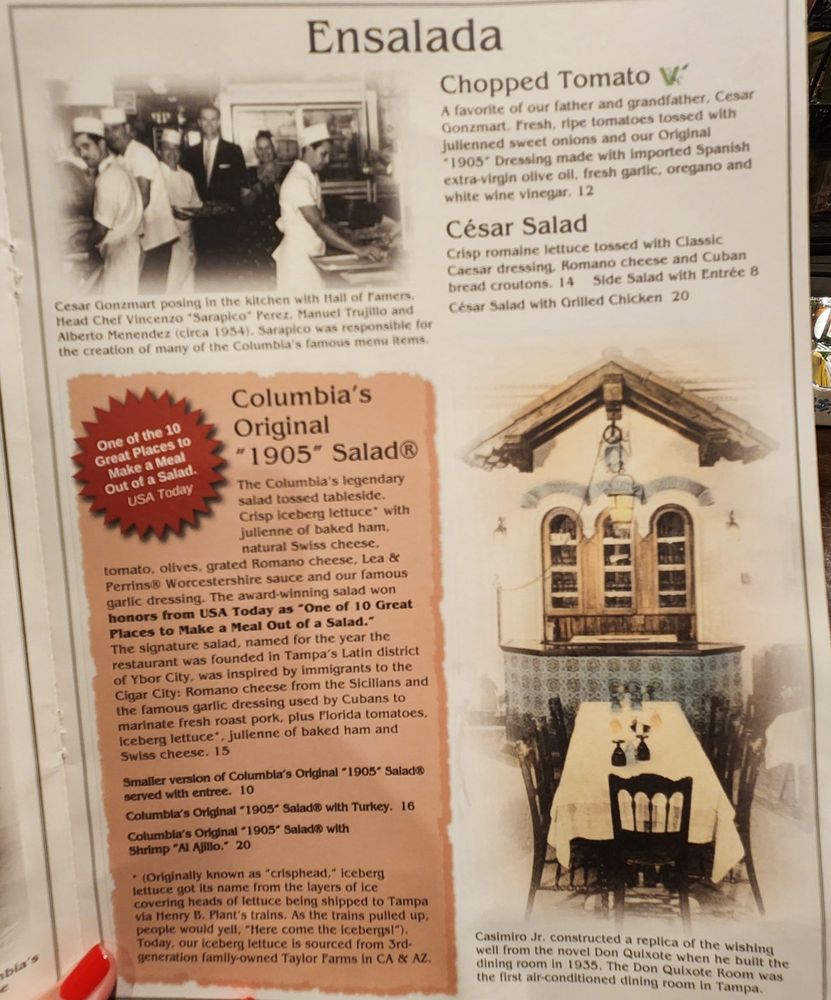 Ensalada
Chopped Tomato
A favorite of our father and grandfather, Cesar
Gonzmart. Fresh, ripe tomatoes tossed with
julienned sweet onions and our Original
"1905" Dressing made with imported Spanish
extra-virgin olive oil, fresh garlic, oregano and
white wine vinegar. 12
César Salad
Crisp romaine lettuce tossed with Classic
Caesar dressing, Romano cheese and Cuban
bread croutons. 14 Side Salad with Entrée 8
César Salad with Grilled Chicken 20
Cesar Gonzmart posing in the kitchen with Hall of Famers,
Head Chef Vincenzo "Sarapico" Perez, Manuel Trujillo and
Alberto Menendez (circa 1954). Sarapico was responsible for
the creation of many of the Columbia's famous menu items.
One of the 10
Great Places to
Make a Meal
Out of a Salad.
USA Today
Columbia's
Original
"1905" Salad®
The Columbia's legendary
salad tossed tableside.
Crisp iceberg lettuce* with
julienne of baked ham,
natural Swiss cheese,
tomato, olives, grated Romano cheese, Lea &
Perrins® Worcestershire sauce and our famous
garlic dressing. The award-winning salad won
honors from USA Today as "One of 10 Great
Places to Make a Meal Out of a Salad."
The signature salad, named for the year the
restaurant was founded in Tampa's Latin district
of Ybor City, was inspired by immigrants to the
Cigar City: Romano cheese from the Sicilians and
the famous garlic dressing used by Cubans to
marinate fresh roast pork, plus Florida tomatoes,
iceberg lettuce*, julienne of baked ham and
Swiss cheese. 15
Smaller version of Columbia's Original "1905" Salad®
served with entree. 10
Columbia's Original "1905" Salad® with Turkey. 16
Columbia's Original "1905" Salad® with
Shrimp "Al Ajillo." 20
* (Originally known as "crisphead," iceberg
lettuce got its name from the layers of ice
covering heads of lettuce being shipped to Tampa
via Henry B. Plant's trains. As the trains pulled up,
people would yell, "Here come the icebergs!").
Today, our iceberg lettuce is sourced from 3rd-
generation family-owned Taylor Farms in CA & AZ.
Casimiro Jr. constructed a replica of the wishing
well from the novel Don Quixote when he built the
dining room in 1935. The Don Quixote Room was
the first air-conditioned dining room in Tampa.